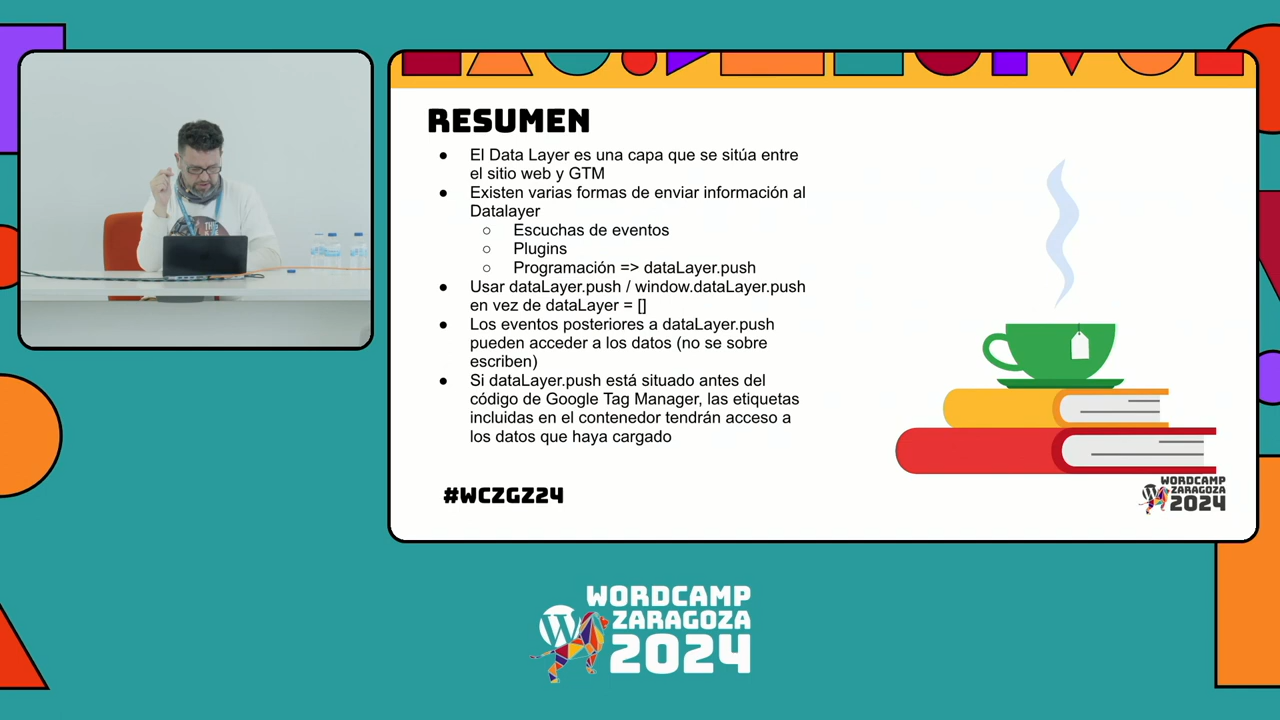 RESUMEN
● El Data Layer es una capa que se sitúa entre
el sitio web y GTM
● Existen varias formas de enviar información al
Datalayer
○ Escuchas de eventos
○ Plugins
○ Programación => dataLayer.push
● Usar dataLayer.push / window.dataLayer.push
en vez de dataLayer = []
● Los eventos posteriores a dataLayer.push
pueden acceder a los datos (no se sobre
escriben)
● Si dataLayer.push está situado antes del
código de Google Tag Manager, las etiquetas
incluidas en el contenedor tendrán acceso a
los datos que haya cargado
#WCZGZ24
WORDCAMP
ZARAGOZA
2024
WORDCAMP
ZARAGOZA
2024